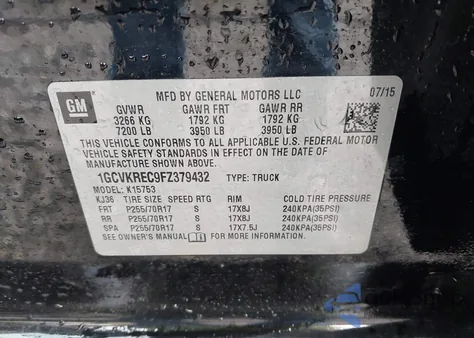 GM
MFD BY GENERAL MOTORS LLC 07/15
GVWR GAWR FRT GAWR RR
3266 KG 1792 KG 1792 KG
7200 LB 3950 LB 3950 LB
THIS VEHICLE CONFORMS TO ALL APPLICABLE U.S. FEDERAL MOTOR
VEHICLE SAFETY STANDARDS IN EFFECT ON THE DATE OF
MANUFACTURE SHOWN ABOVE.
1GCVKREC9FZ379432 TYPE: TRUCK
MODEL: K15753
KJ36 TIRE SIZE SPEED RTG RIM COLD TIRE PRESSURE
FRT P255/70R17 S 17X8J 240KPA(35PSI)
RR P255/70R17 S 17X8J 240KPA(35PSI)
SPA P255/70R17 S 17X7.5J 240KPA(35PSI)
SEE OWNER'S MANUAL FOR MORE INFORMATION.